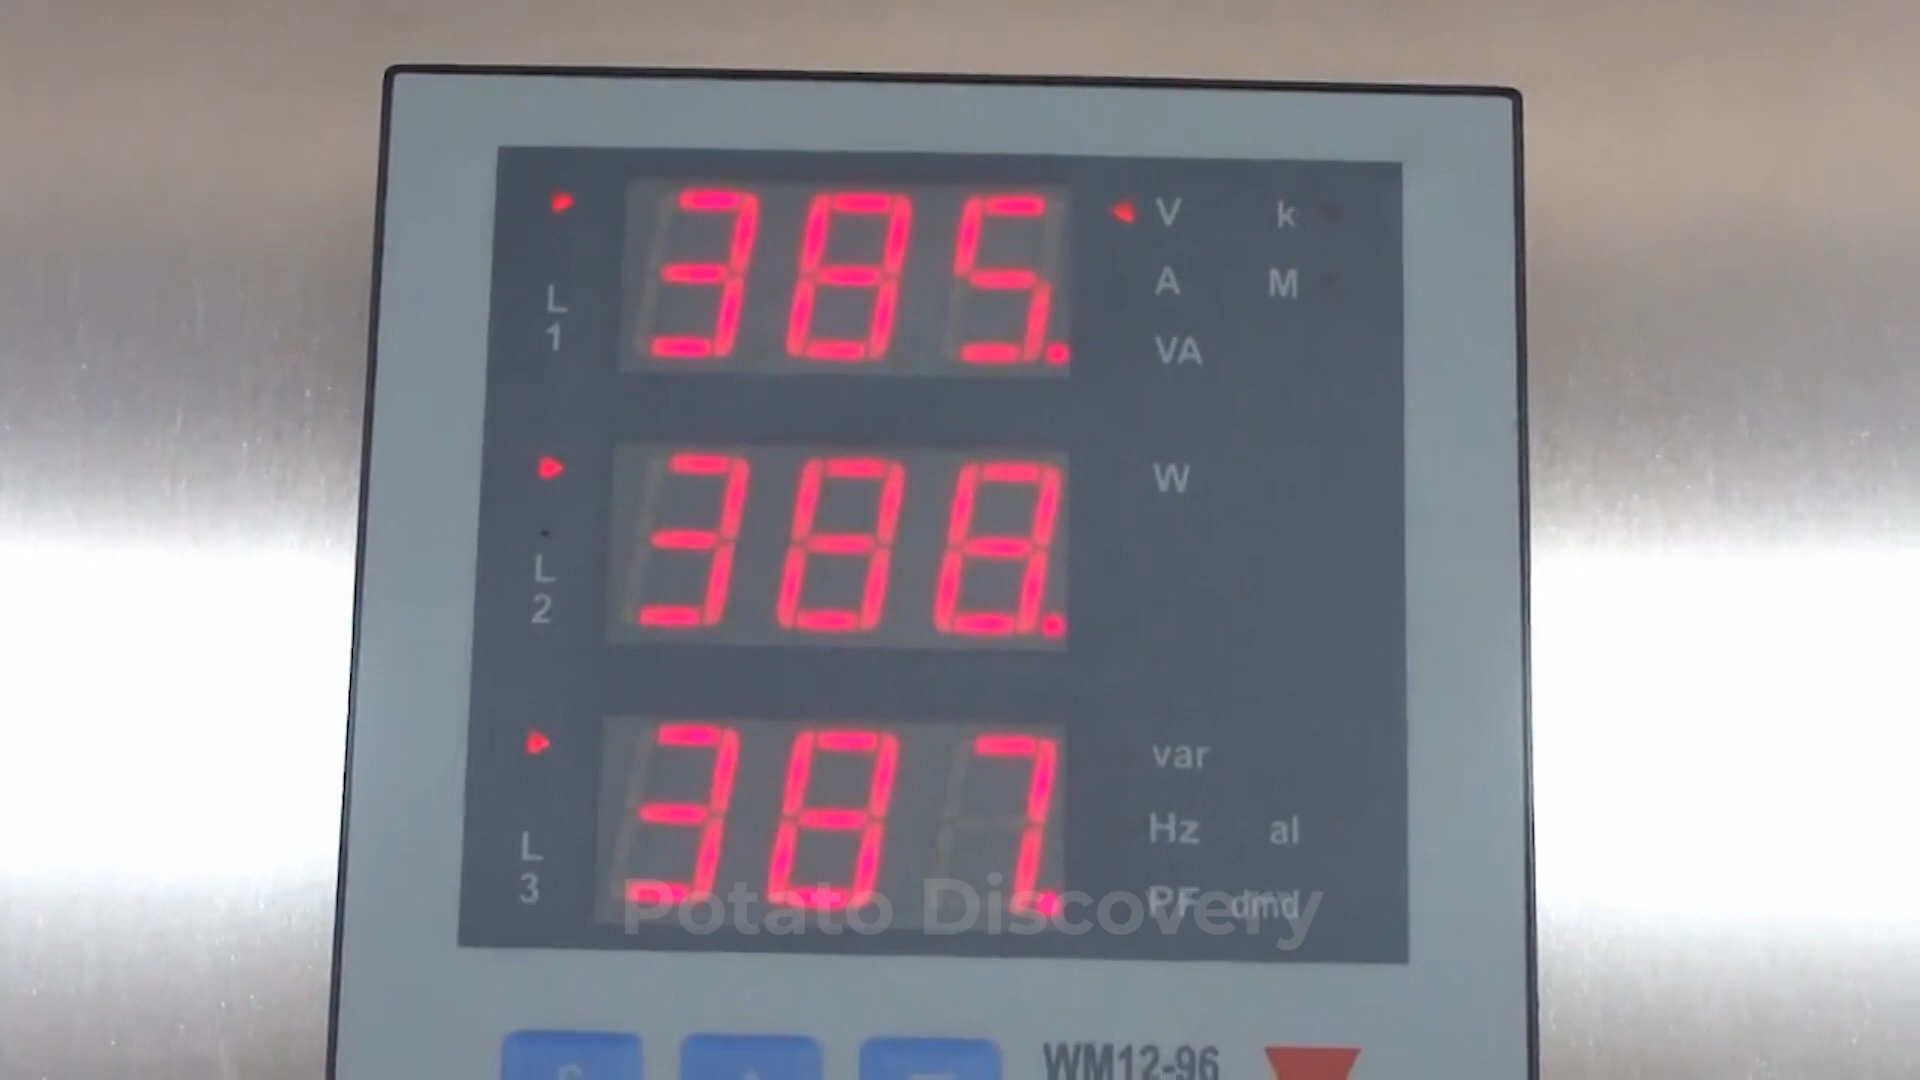 385. V k
A M
L
1
VA
388. W
L
2
387. var
Hz al
L
3
PF dmd
Potato Discovery
WM12-96